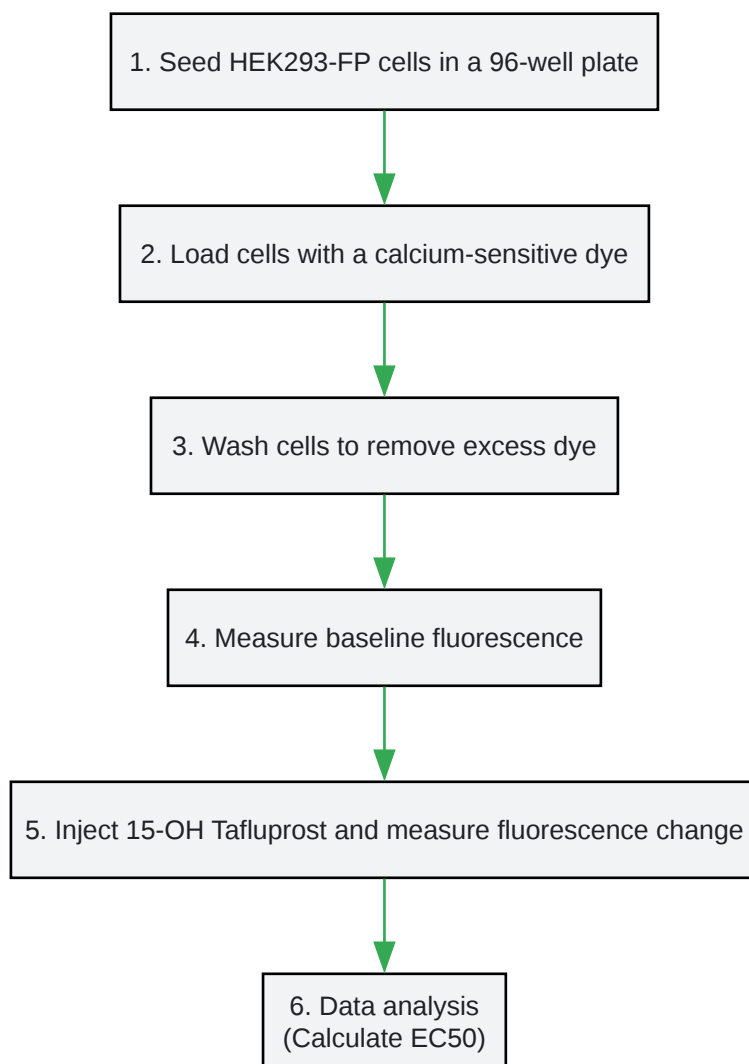 1. Seed HEK293-FP cells in a 96-well plate
2. Load cells with a calcium-sensitive dye
3. Wash cells to remove excess dye
4. Measure baseline fluorescence
5. Inject 15-OH Tafluprost and measure fluorescence change
6. Data analysis
(Calculate EC50)